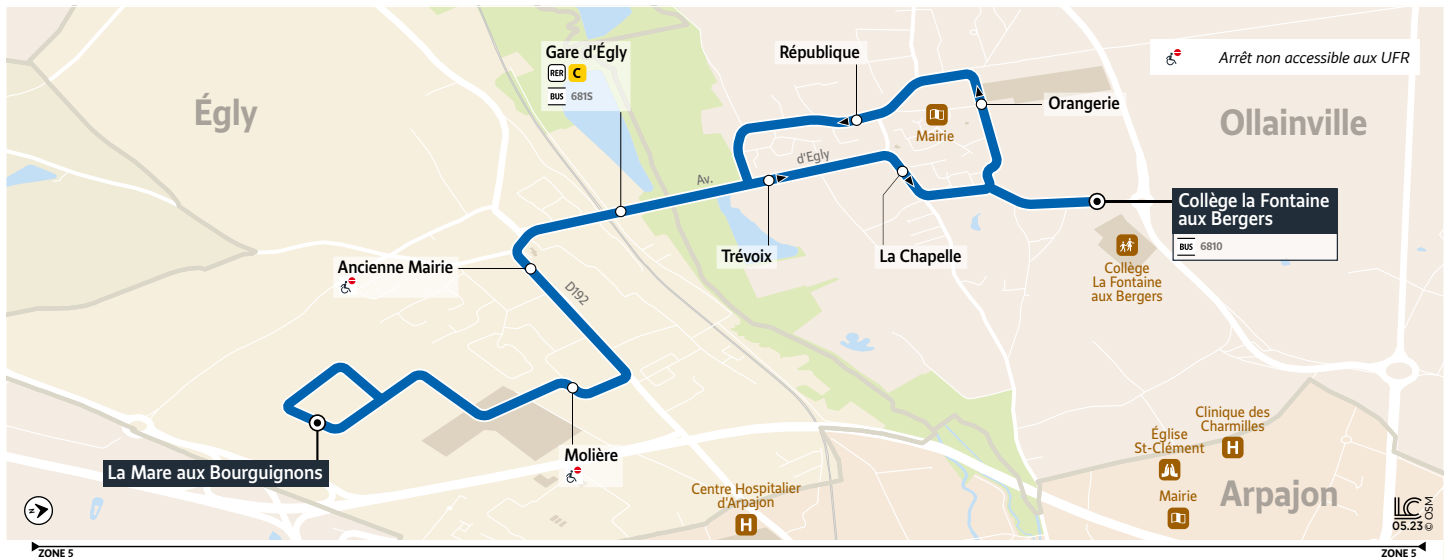 Gare d'Égly
RER C
BUS 681S
République
Arrêt non accessible aux UFR
Égly
Mairie
Orangerie
Ollainville
d'Egly
Av.
Collège la Fontaine
aux Bergers
BUS 6810
Trévoix
La Chapelle
Ancienne Mairie
D192
Collège
La Fontaine
aux Bergers
Molière
La Mare aux Bourguignons
Clinique des
Charmilles
H
Église
St-Clément
Centre Hospitalier
d'Arpajon
H
Mairie
Arpajon
N
LC
05.23 © OSM
ZONE 5
ZONE 5